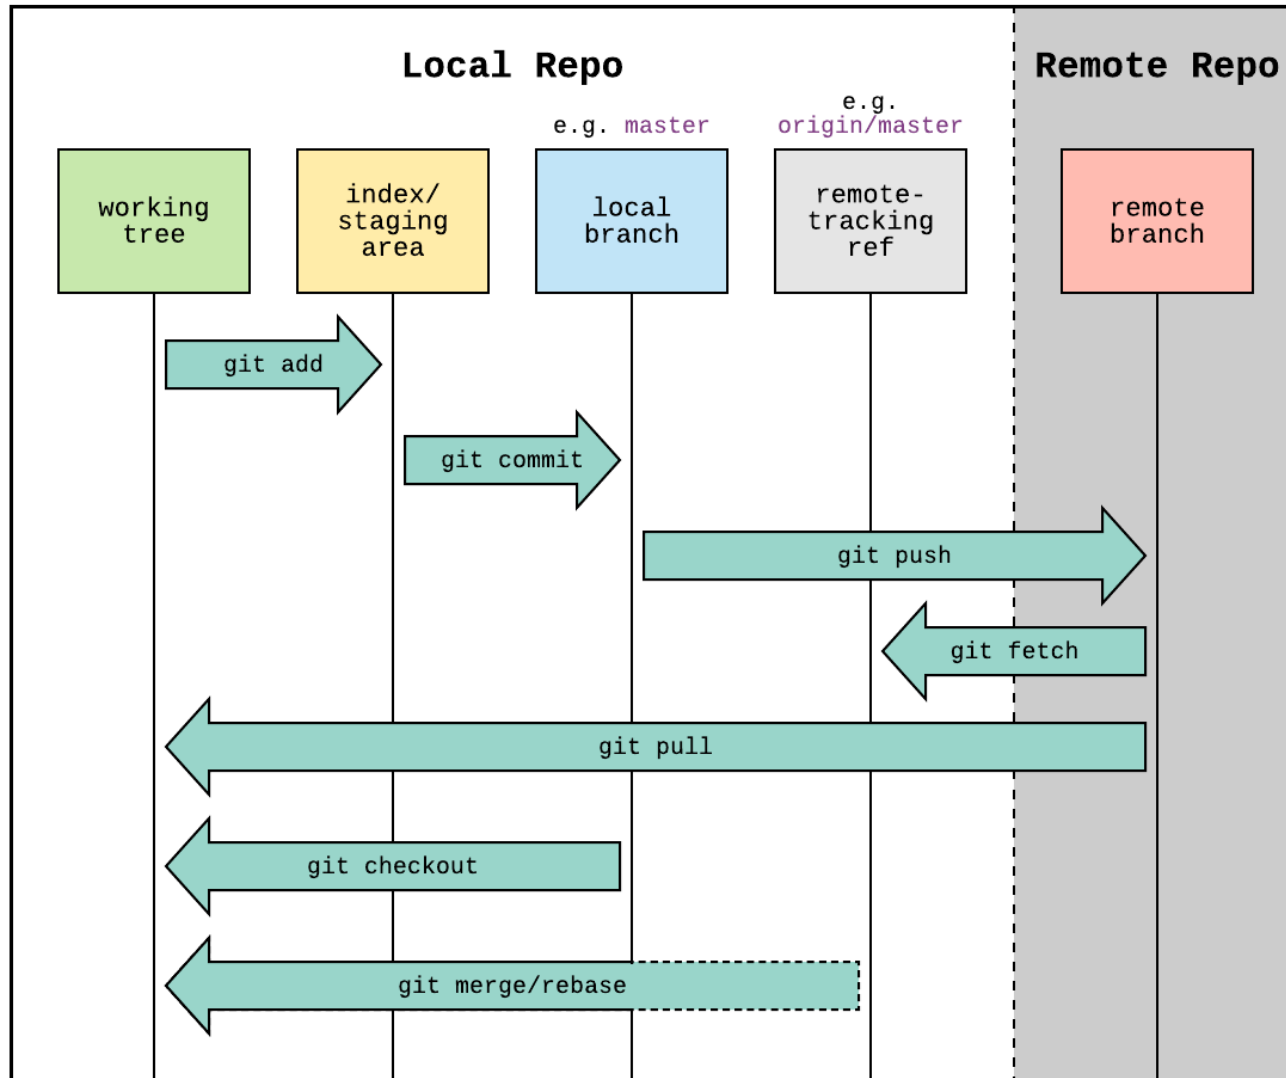 Local Repo
Remote Repo
e.g. master
e.g.
origin/master
working
tree
index/
staging
area
local
branch
remote-
tracking
ref
remote
branch
git add
git commit
git push
git fetch
git pull
git checkout
git merge/rebase